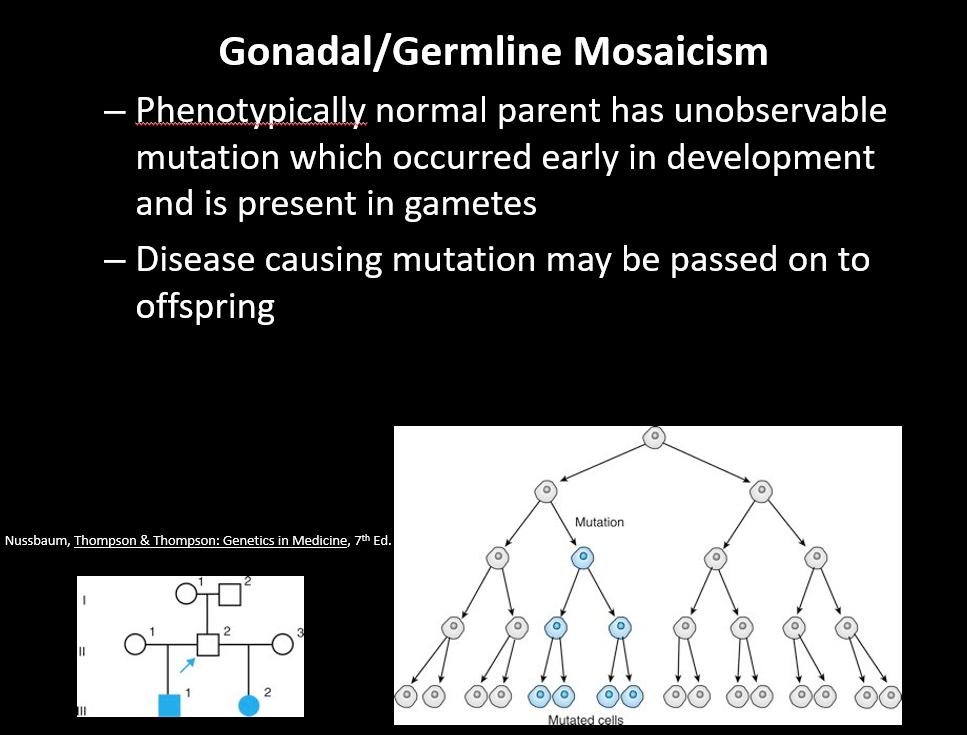 Gonadal/Germline Mosaicism
– Phenotypically normal parent has unobservable
mutation which occurred early in development
and is present in gametes
– Disease causing mutation may be passed on to
offspring
Nussbaum, Thompson & Thompson: Genetics in Medicine, 7th Ed.
I
1
2
II
1
2
3
III
1
2
Mutation
Mutated cells